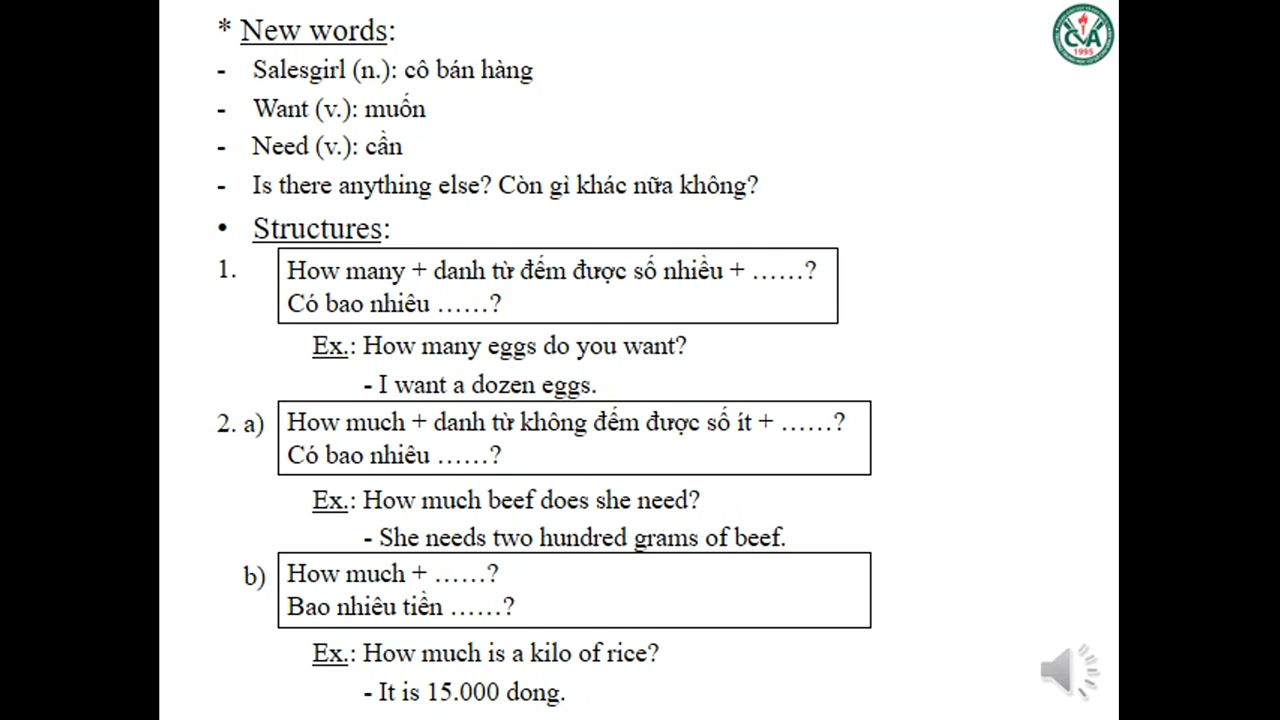 * New words:
- Salesgirl (n.): cô bán hàng
- Want (v.): muốn
- Need (v.): cần
- Is there anything else? Còn gì khác nữa không?
• Structures:
1. How many + danh từ đếm được số nhiều + ……?
Có bao nhiêu ……?
Ex.: How many eggs do you want?
- I want a dozen eggs.
2. a) How much + danh từ không đếm được số ít + ……?
Có bao nhiêu ……?
Ex.: How much beef does she need?
- She needs two hundred grams of beef.
b) How much + ……?
Bao nhiêu tiền ……?
Ex.: How much is a kilo of rice?
- It is 15.000 dong.
CVA
1995